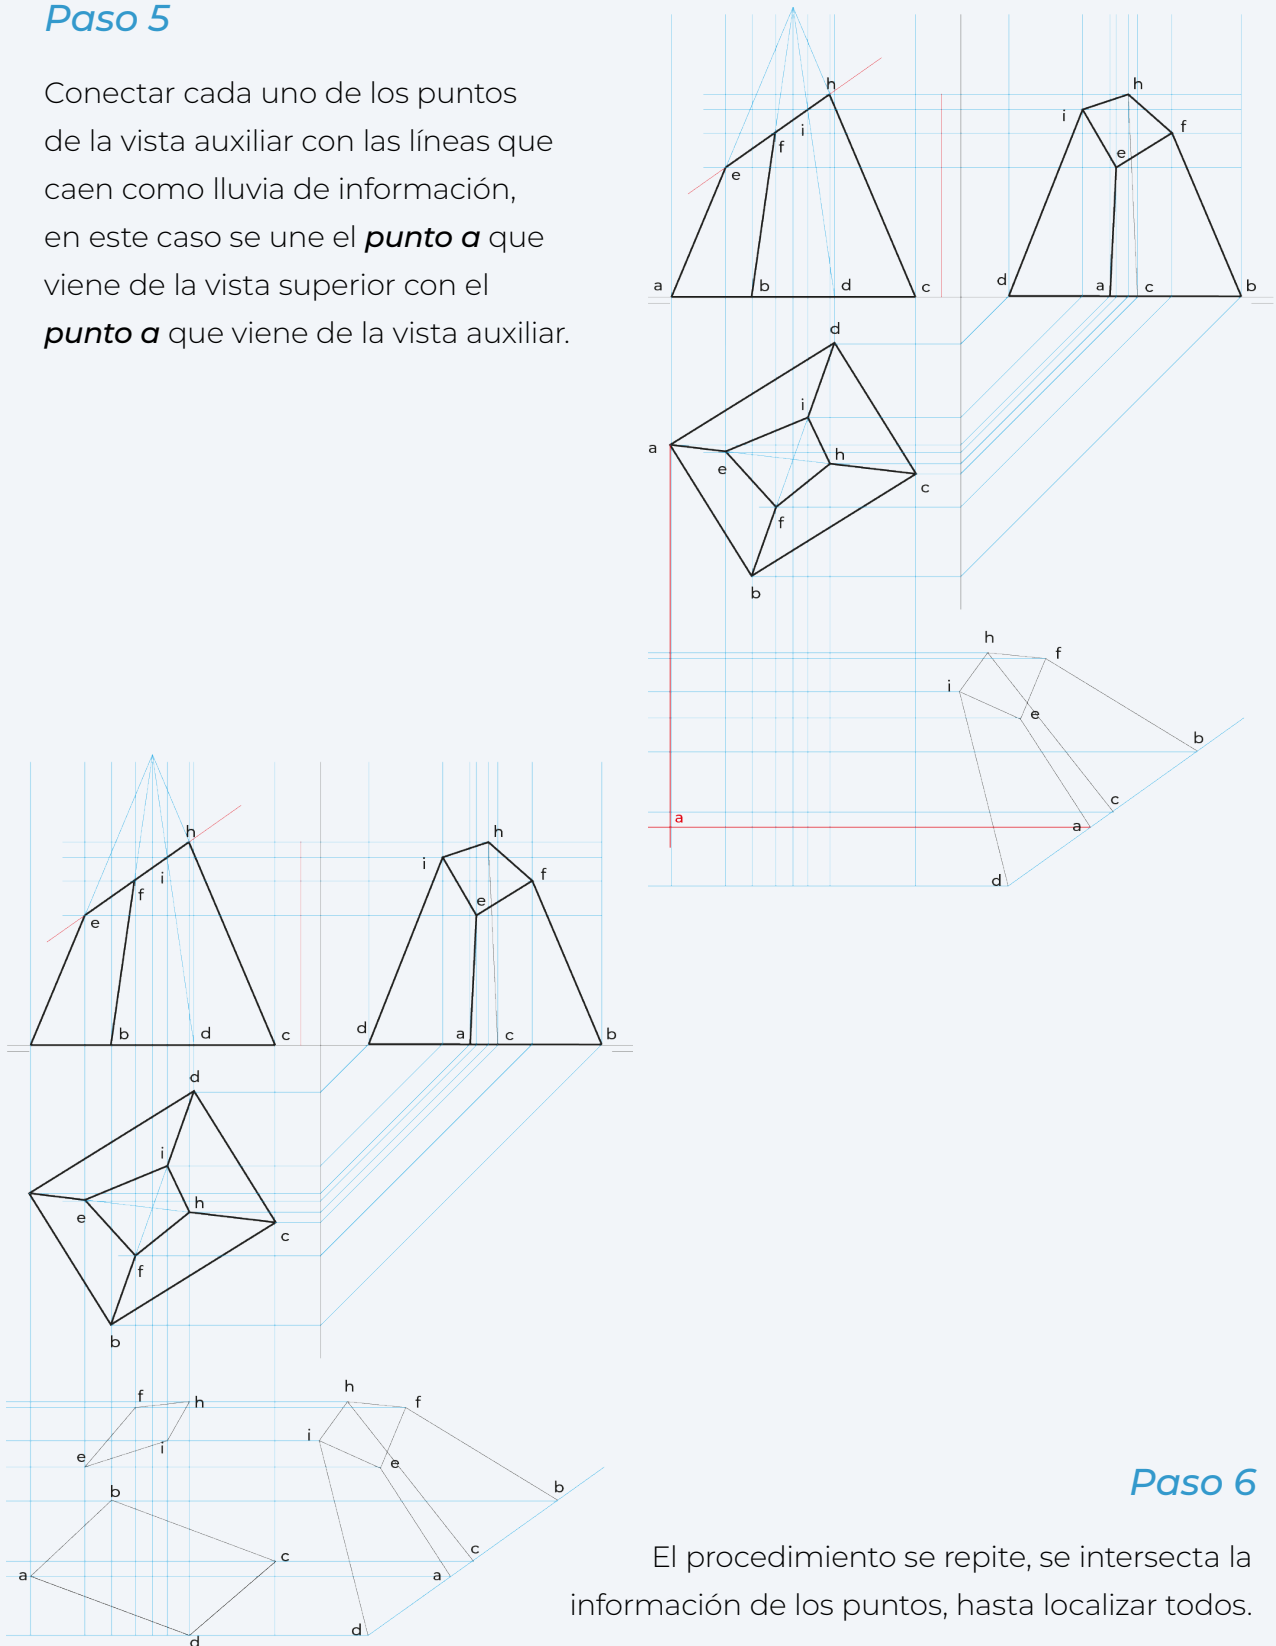 Paso 5
Conectar cada uno de los puntos
de la vista auxiliar con las líneas que
caen como lluvia de información,
en este caso se une el punto a que
viene de la vista superior con el
punto a que viene de la vista auxiliar.
h
i
f
e
a
b
d
c
h
i
f
e
d
a
c
b
d
i
a
h
e
c
f
b
h
f
i
e
b
c
a
a
d
h
i
f
e
b
d
c
h
i
f
e
d
a
c
b
d
i
h
e
c
f
b
f
h
e
i
b
c
a
d
h
f
i
e
b
c
a
d
Paso 6
El procedimiento se repite, se intersecta la
información de los puntos, hasta localizar todos.